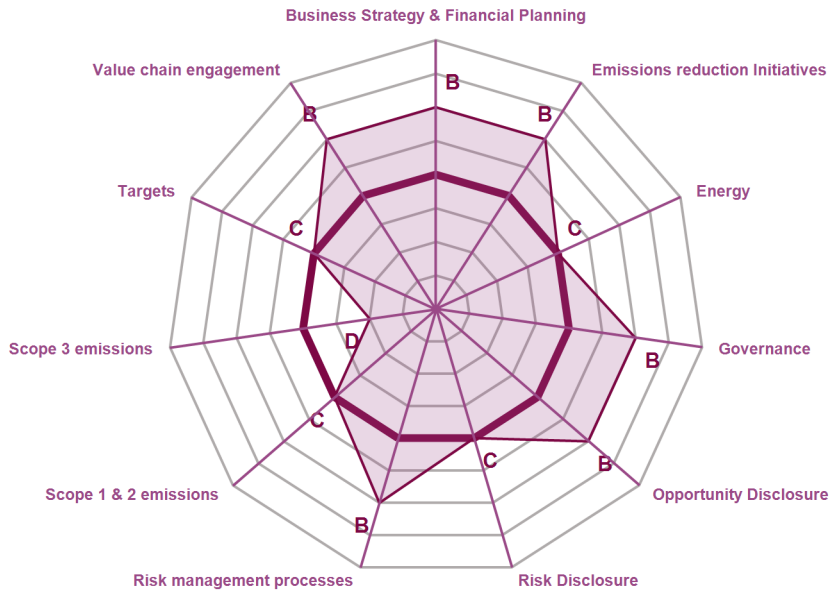 Business Strategy & Financial Planning
Value chain engagement
Emissions reduction Initiatives
B
B
B
Targets
Energy
C
C
Scope 3 emissions
D
Governance
B
C
C
B
Scope 1 & 2 emissions
Opportunity Disclosure
B
Risk management processes
Risk Disclosure